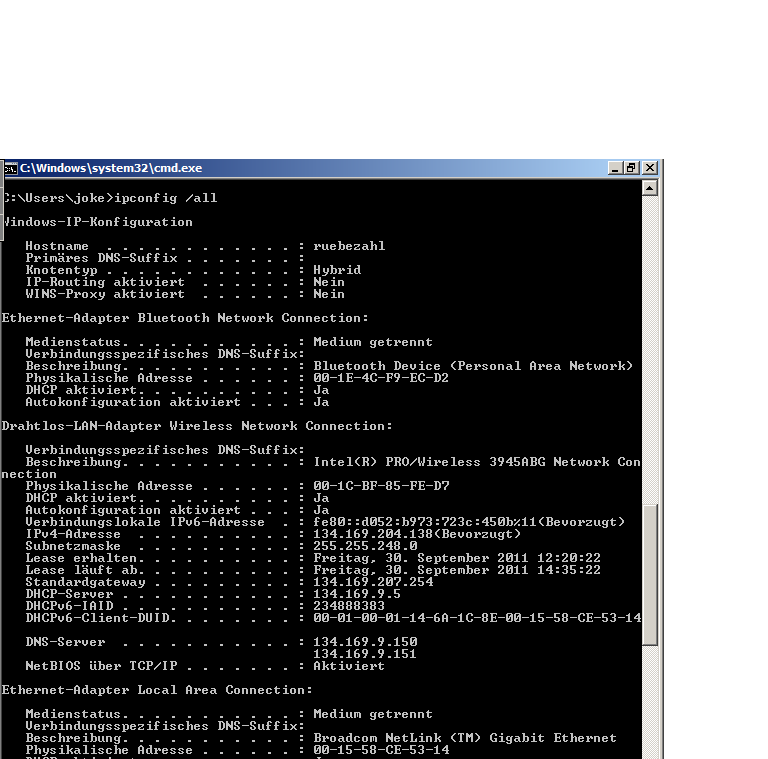 C:\Windows\system32\cmd.exe
C:\Users\joke>ipconfig /all
Windows-IP-Konfiguration
Hostname . . . . . . . . . . . . : ruebezahl
Primäres DNS-Suffix . . . . . . . :
Knotentyp . . . . . . . . . . . . : Hybrid
IP-Routing aktiviert . . . . . . : Nein
WINS-Proxy aktiviert . . . . . . : Nein
Ethernet-Adapter Bluetooth Network Connection:
Medienstatus. . . . . . . . . . . : Medium getrennt
Verbindungsspezifisches DNS-Suffix:
Beschreibung. . . . . . . . . . . : Bluetooth Device (Personal Area Network)
Physikalische Adresse . . . . . . : 00-1E-4C-F9-EC-D2
DHCP aktiviert. . . . . . . . . . : Ja
Autokonfiguration aktiviert . . . : Ja
Drahtlos-LAN-Adapter Wireless Network Connection:
Verbindungsspezifisches DNS-Suffix:
Beschreibung. . . . . . . . . . . : Intel(R) PRO/Wireless 3945ABG Network Con
nection
Physikalische Adresse . . . . . . : 00-1C-BF-85-FE-D7
DHCP aktiviert. . . . . . . . . . : Ja
Autokonfiguration aktiviert . . . : Ja
Verbindungslokale IPv6-Adresse . : fe80::d052:b973:723c:450b%11(Bevorzugt)
IPv4-Adresse . . . . . . . . . . : 134.169.204.138(Bevorzugt)
Subnetzmaske . . . . . . . . . . : 255.255.248.0
Lease erhalten. . . . . . . . . . : Freitag, 30. September 2011 12:20:22
Lease läuft ab. . . . . . . . . . : Freitag, 30. September 2011 14:35:22
Standardgateway . . . . . . . . . : 134.169.207.254
DHCP-Server . . . . . . . . . . . : 134.169.9.5
DHCPv6-IAID . . . . . . . . . . . : 234888383
DHCPv6-Client-DUID. . . . . . . . : 00-01-00-01-14-6A-1C-8E-00-15-58-CE-53-14
DNS-Server . . . . . . . . . . . : 134.169.9.150
134.169.9.151
NetBIOS über TCP/IP . . . . . . . : Aktiviert
Ethernet-Adapter Local Area Connection:
Medienstatus. . . . . . . . . . . : Medium getrennt
Verbindungsspezifisches DNS-Suffix:
Beschreibung. . . . . . . . . . . : Broadcom NetLink (TM) Gigabit Ethernet
Physikalische Adresse . . . . . . : 00-15-58-CE-53-14